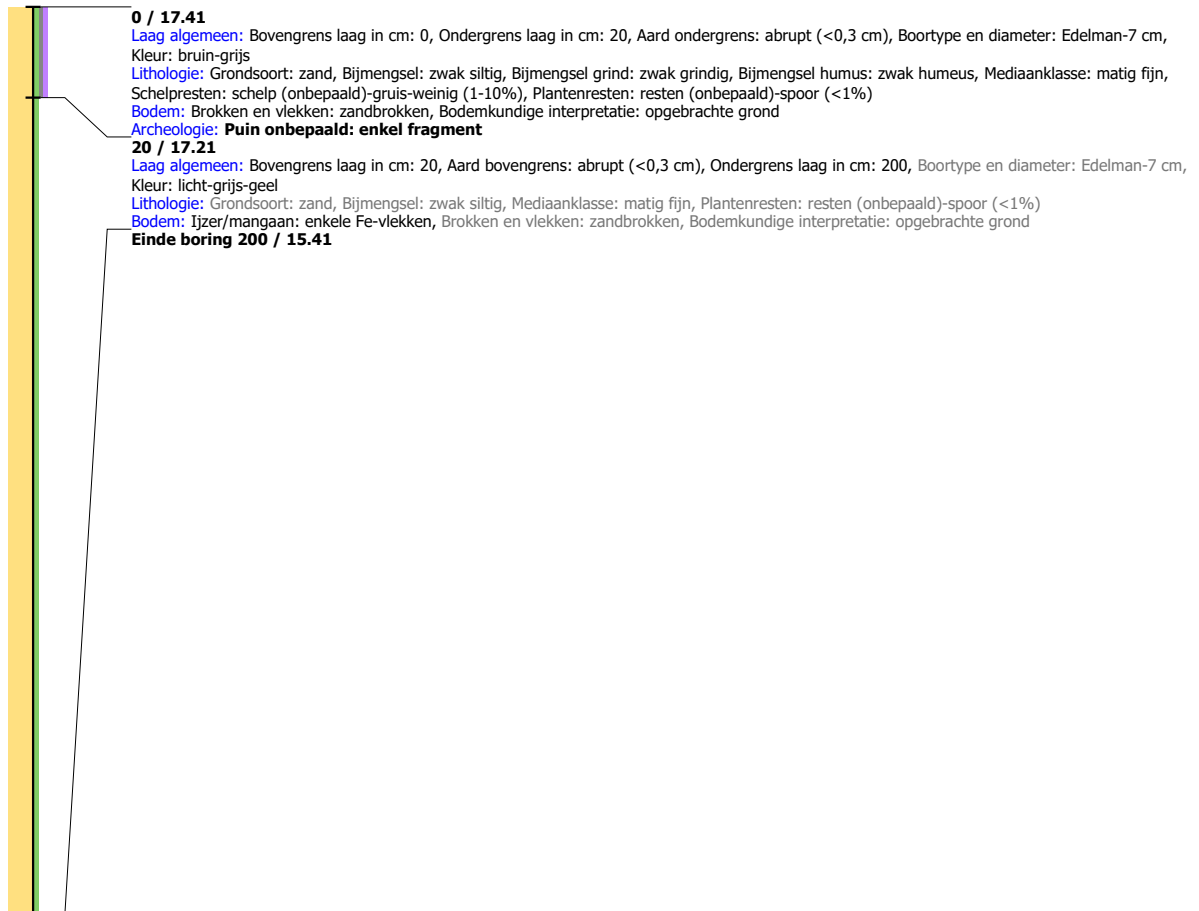 0 / 17.41
Laag algemeen: Bovengrens laag in cm: 0, Ondergrens laag in cm: 20, Aard ondergrens: abrupt (<0,3 cm), Boortype en diameter: Edelman-7 cm,
Kleur: bruin-grijs
Lithologie: Grondsoort: zand, Bijmengsel: zwak siltig, Bijmengsel grind: zwak grindig, Bijmengsel humus: zwak humeus, Mediaanklasse: matig fijn,
Schelpresten: schelp (onbepaald)-gruis-weinig (1-10%), Plantenresten: resten (onbepaald)-spoor (<1%)
Bodem: Brokken en vlekken: zandbrokken, Bodemkundige interpretatie: opgebrachte grond
Archeologie: Puin onbepaald: enkel fragment
20 / 17.21
Laag algemeen: Bovengrens laag in cm: 20, Aard bovengrens: abrupt (<0,3 cm), Ondergrens laag in cm: 200, Boortype en diameter: Edelman-7 cm,
Kleur: licht-grijs-geel
Lithologie: Grondsoort: zand, Bijmengsel: zwak siltig, Mediaanklasse: matig fijn, Plantenresten: resten (onbepaald)-spoor (<1%)
Bodem: Ijzer/mangaan: enkele Fe-vlekken, Brokken en vlekken: zandbrokken, Bodemkundige interpretatie: opgebrachte grond
Einde boring 200 / 15.41